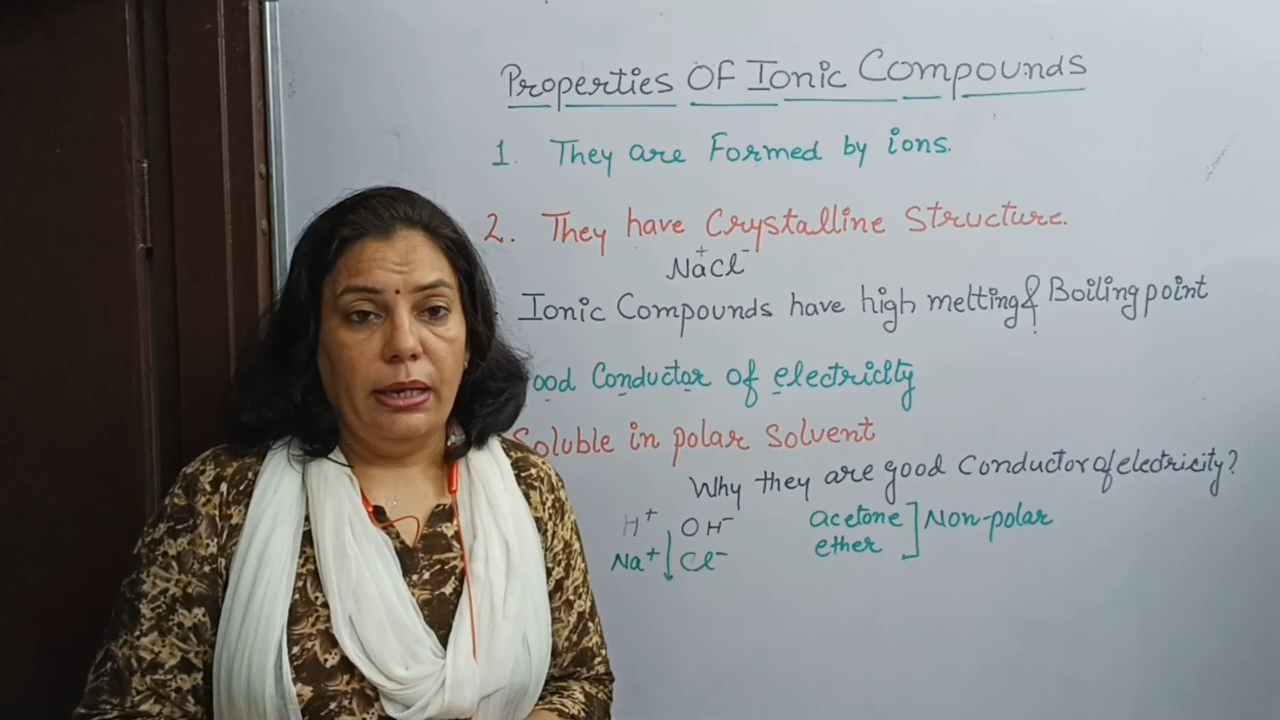 Properties Of Ionic Compounds
1. They are Formed by ions.
2. They have Crystalline Structure.
Na⁺Cl⁻
Ionic Compounds have high melting & Boiling point
ood Conductor of electricity
Soluble in polar Solvent
Why they are good Conductor of electricity?
H⁺ OH⁻ acetone ] Non-polar
Na⁺ ↓ Cl⁻ ether